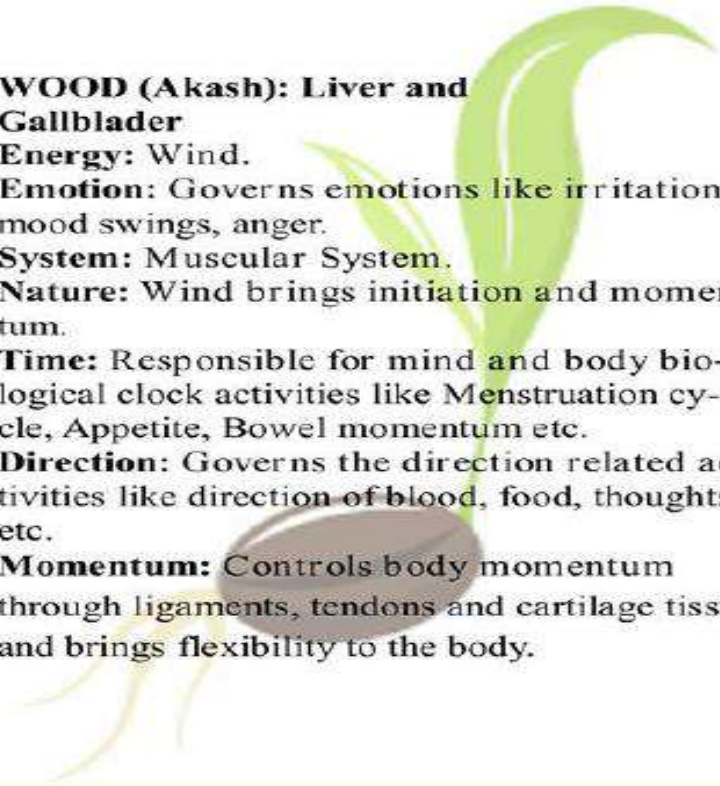 WOOD (Akash): Liver and
Gallblader
Energy: Wind.
Emotion: Governs emotions like irritation
mood swings, anger.
System: Muscular System.
Nature: Wind brings initiation and momen
tum.
Time: Responsible for mind and body bio-
logical clock activities like Menstruation cy-
cle, Appetite, Bowel momentum etc.
Direction: Governs the direction related ac
tivities like direction of blood, food, thoughts
etc.
Momentum: Controls body momentum
through ligaments, tendons and cartilage tiss
and brings flexibility to the body.